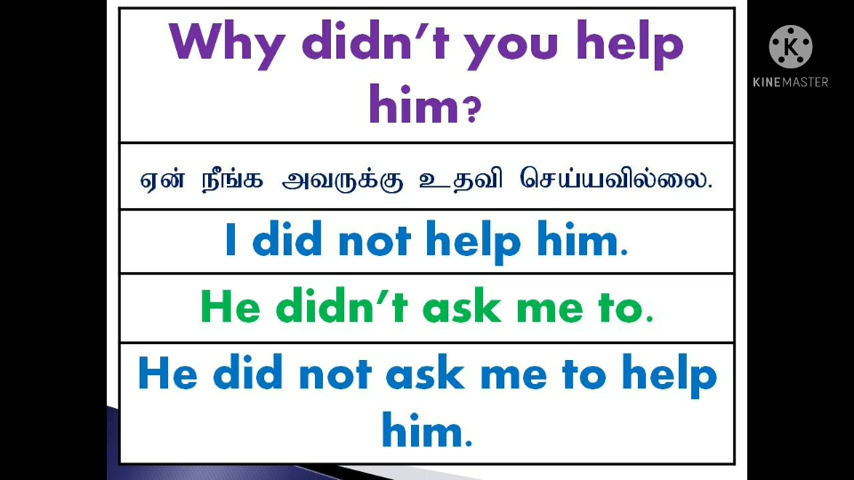 Why didn't you help
him?
ஏன் நீங்க அவருக்கு உதவி செய்யவில்லை.
I did not help him.
He didn't ask me to.
He did not ask me to help
him.
K
KINEMASTER